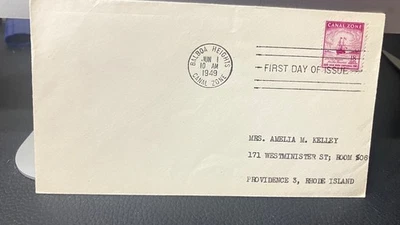 CANAL ZONE
BALBOA HEIGHTS
JUN 1
10 AM
1949
CANAL ZONE
FIRST DAY OF ISSUE
MRS. AMELIA M. KELLEY
171 WESTMINISTER ST; ROOM
PROVIDENCE 3, RHODE ISLAND